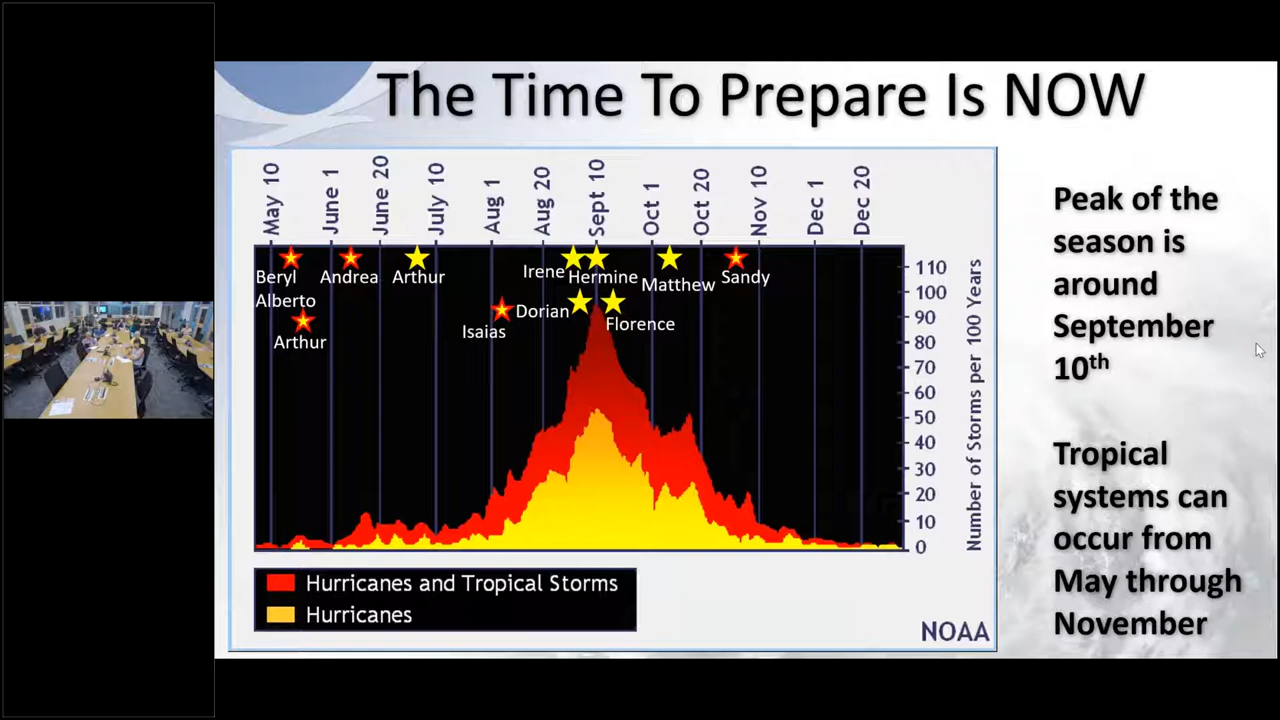 The Time To Prepare Is NOW
May 10
June 1
June 20
July 10
Aug 1
Aug 20
Sept 10
Oct 1
Oct 20
Nov 10
Dec 1
Dec 20
Beryl
Andrea
Arthur
Irene
Hermine
Matthew
Sandy
Alberto
Arthur
Isaias
Dorian
Florence
110
100
90
80
70
60
50
40
30
20
10
0
Number of Storms per 100 Years
Hurricanes and Tropical Storms
Hurricanes
NOAA
Peak of the
season is
around
September
10th
Tropical
systems can
occur from
May through
November